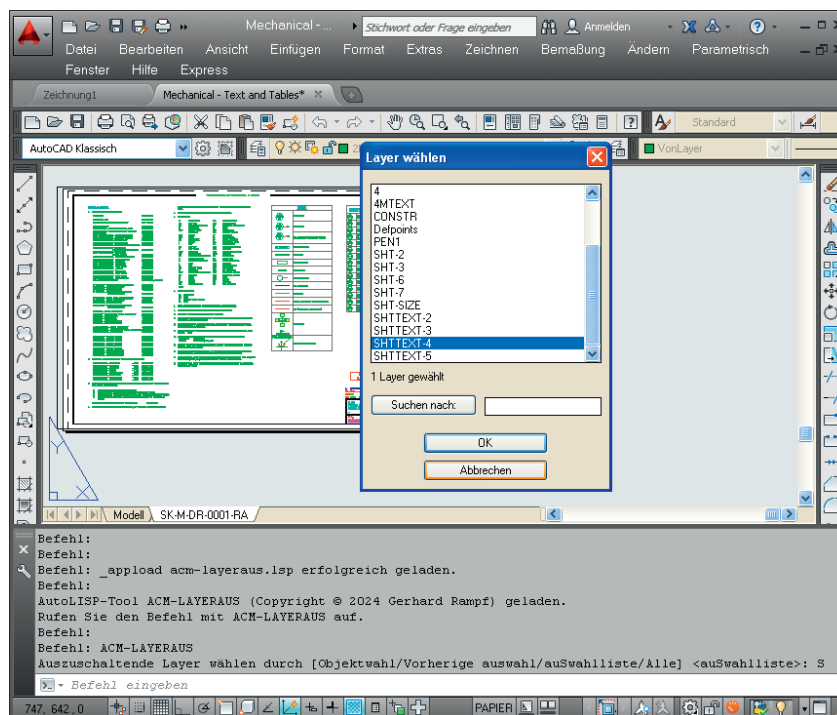 Mechanical - ...
Stichwort oder Frage eingeben
Anmelden
Datei Bearbeiten Ansicht Einfügen Format Extras Zeichnen Bemaßung Ändern Parametrisch
Fenster Hilfe Express
Zeichnung1 Mechanical - Text and Tables*
Standard
AutoCAD Klassisch
VonLayer
Layer wählen
4
4MTEXT
CONSTR
Defpoints
PEN1
SHT-2
SHT-3
SHT-6
SHT-7
SHT-SIZE
SHTTEXT-2
SHTTEXT-3
SHTTEXT-4
SHTTEXT-5
1 Layer gewählt
Suchen nach:
OK
Abbrechen
Y
X
Modell SK-M-DR-0001-RA
Befehl:
Befehl:
Befehl: _appload acm-layeraus.lsp erfolgreich geladen.
Befehl:
AutoLISP-Tool ACM-LAYERAUS (Copyright © 2024 Gerhard Rampf) geladen.
Rufen Sie den Befehl mit ACM-LAYERAUS auf.
Befehl:
Befehl: ACM-LAYERAUS
Auszuschaltende Layer wählen durch [Objektwahl/Vorherige auswahl/auSwahlliste/Alle] <auSwahlliste>: S
Befehl eingeben
747, 642,0 PAPIER